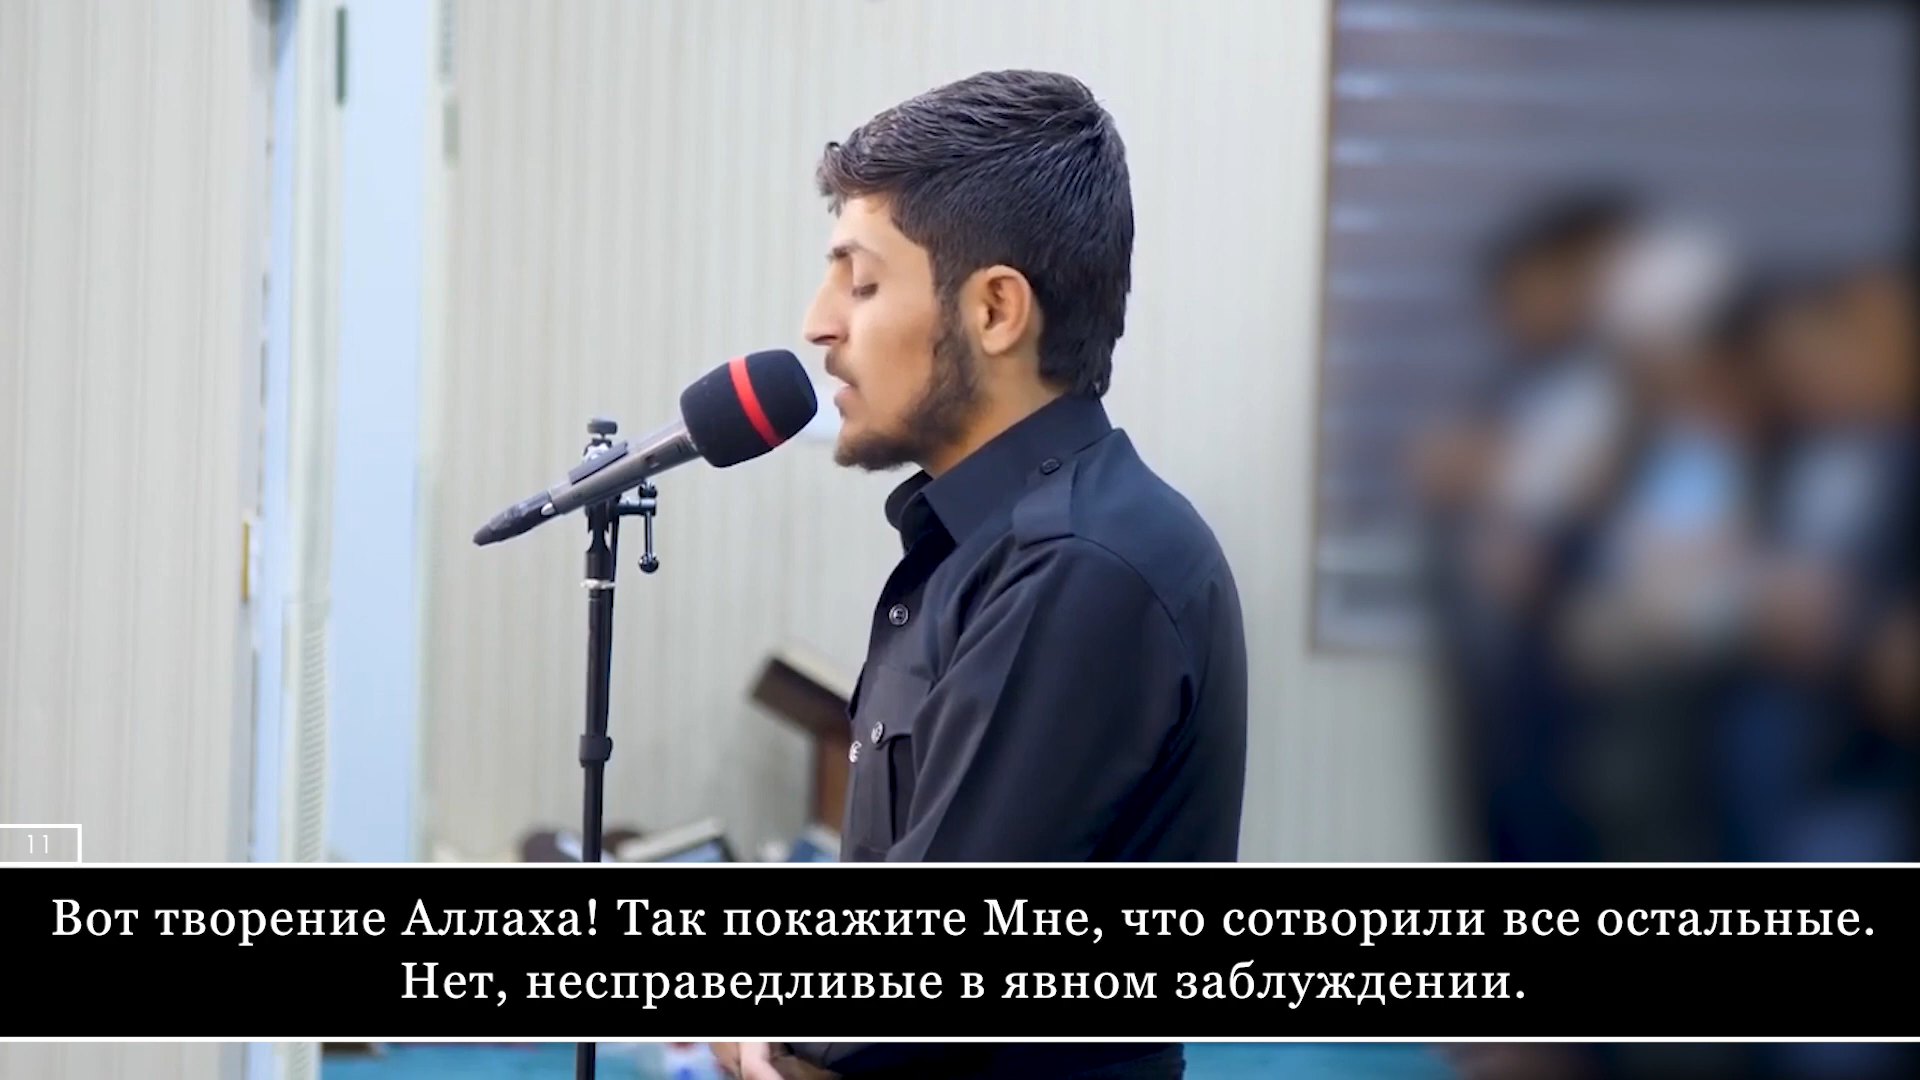 11
Вот творение Аллаха! Так покажите Мне, что сотворили все остальные.
Нет, несправедливые в явном заблуждении.